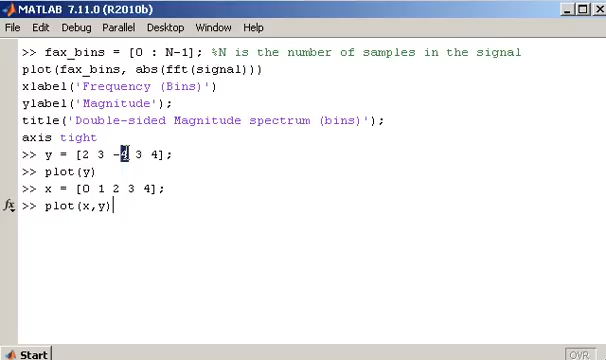 MATLAB 7.11.0 (R2010b)
File Edit Debug Parallel Desktop Window Help
>> fax_bins = [0 : N-1]; %N is the number of samples in the signal
plot(fax_bins, abs(fft(signal)))
xlabel('Frequency (Bins)')
ylabel('Magnitude');
title('Double-sided Magnitude spectrum (bins)');
axis tight
>> y = [2 3 -4 3 4];
>> plot(y)
>> x = [0 1 2 3 4];
fx >> plot(x,y)
Start OVR